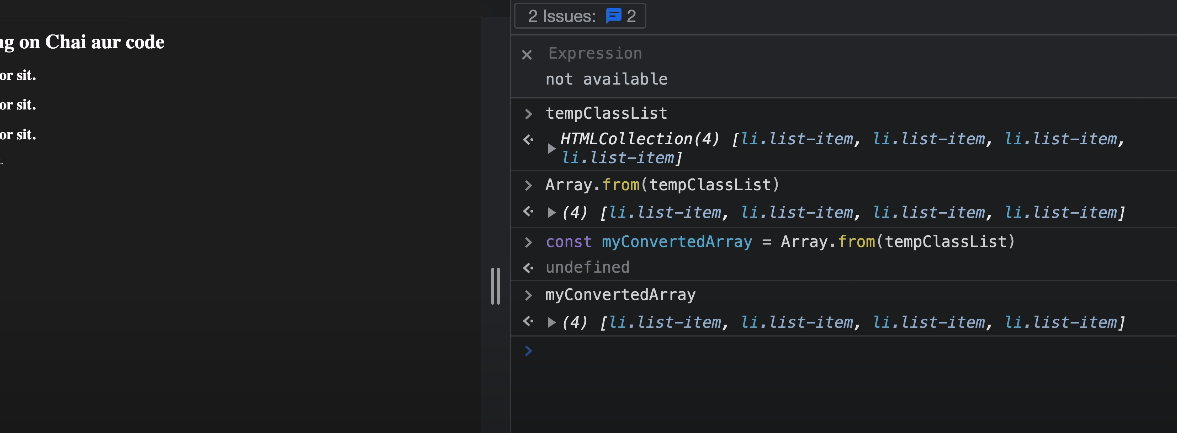 ng on Chai aur code
or sit.
or sit.
or sit.
2 Issues: 2
Expression
not available
tempClassList
HTMLCollection(4) [li.list-item, li.list-item, li.list-item,
li.list-item]
Array.from(tempClassList)
(4) [li.list-item, li.list-item, li.list-item, li.list-item]
const myConvertedArray = Array.from(tempClassList)
undefined
myConvertedArray
(4) [li.list-item, li.list-item, li.list-item, li.list-item]